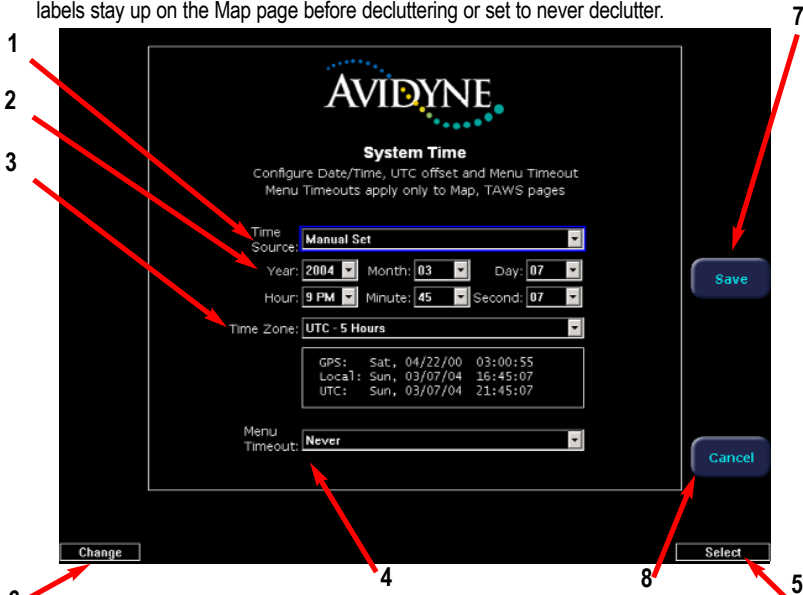 labels stay up on the Map page before decluttering or set to never declutter.
7
1
2
3
AVIDYNE
System Time
Configure Date/Time, UTC offset and Menu Timeout
Menu Timeouts apply only to Map, TAWS pages
Time Source: Manual Set
Year: 2004 Month: 03 Day: 07
Hour: 9 PM Minute: 45 Second: 07
Time Zone: UTC - 5 Hours
GPS: Sat, 04/22/00 03:00:55
Local: Sun, 03/07/04 16:45:07
UTC: Sun, 03/07/04 21:45:07
Menu Timeout: Never
Save
Cancel
Change
Select
4
8
5
6